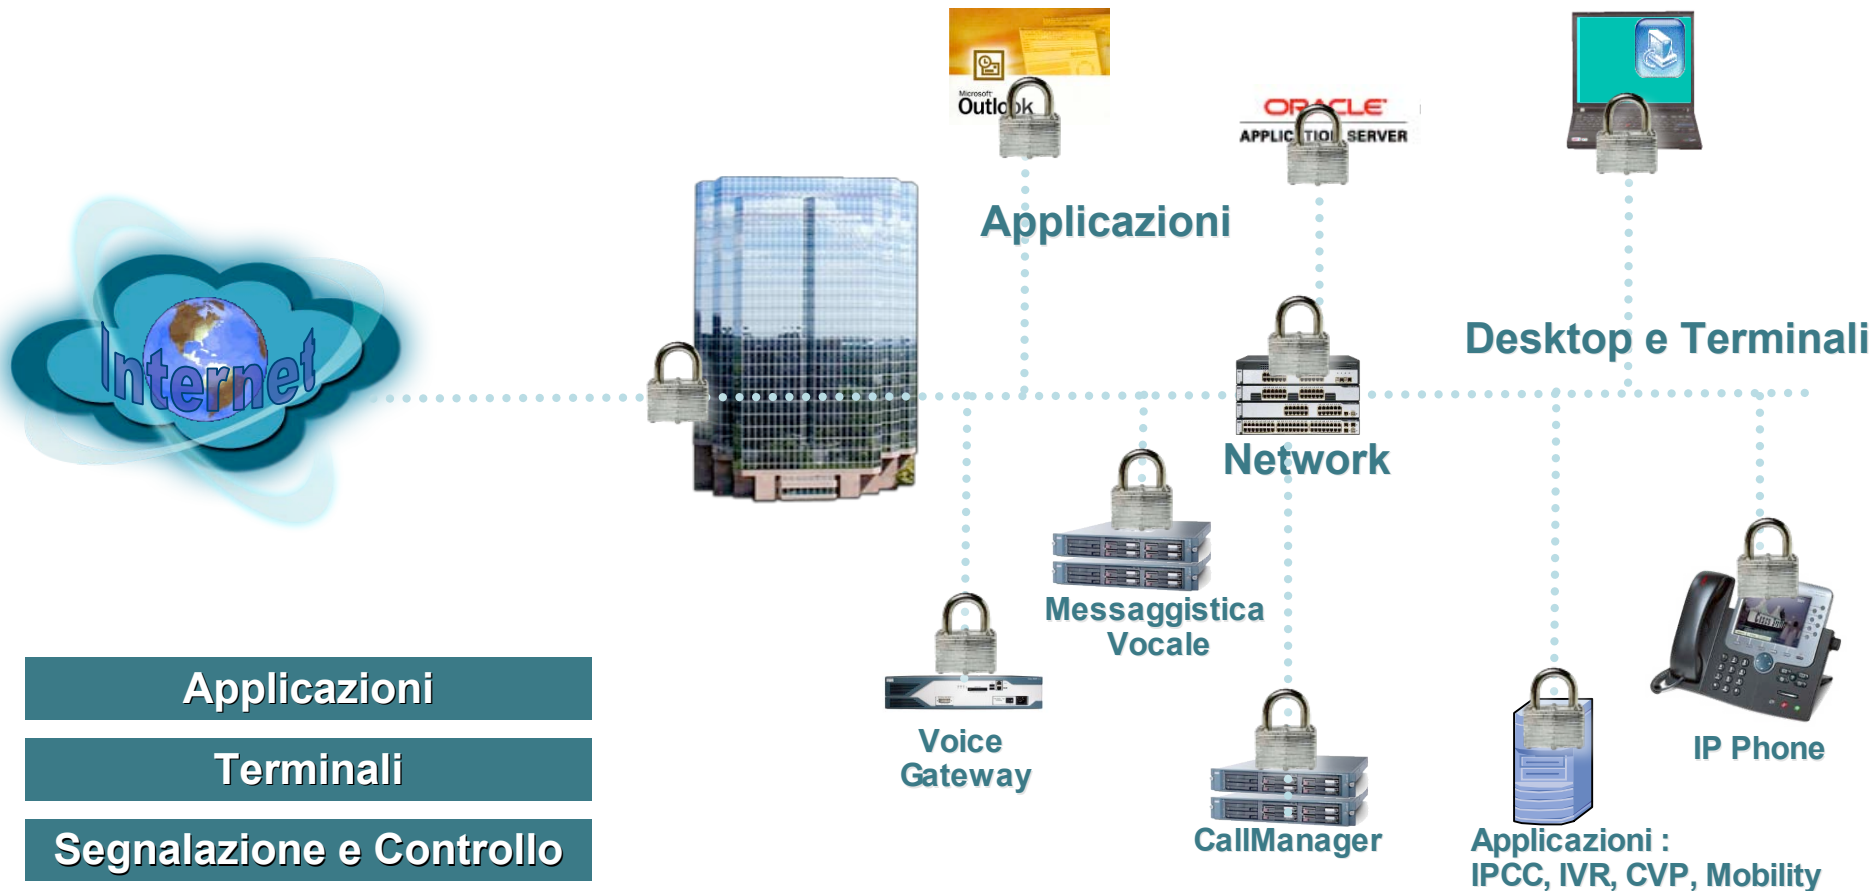 Microsoft
Outlook
ORACLE
APPLICATION SERVER
Applicazioni
Internet
Desktop e Terminali
Network
Messaggistica
Vocale
Voice
Gateway
CallManager
IP Phone
Applicazioni :
IPCC, IVR, CVP, Mobility
Applicazioni
Terminali
Segnalazione e Controllo